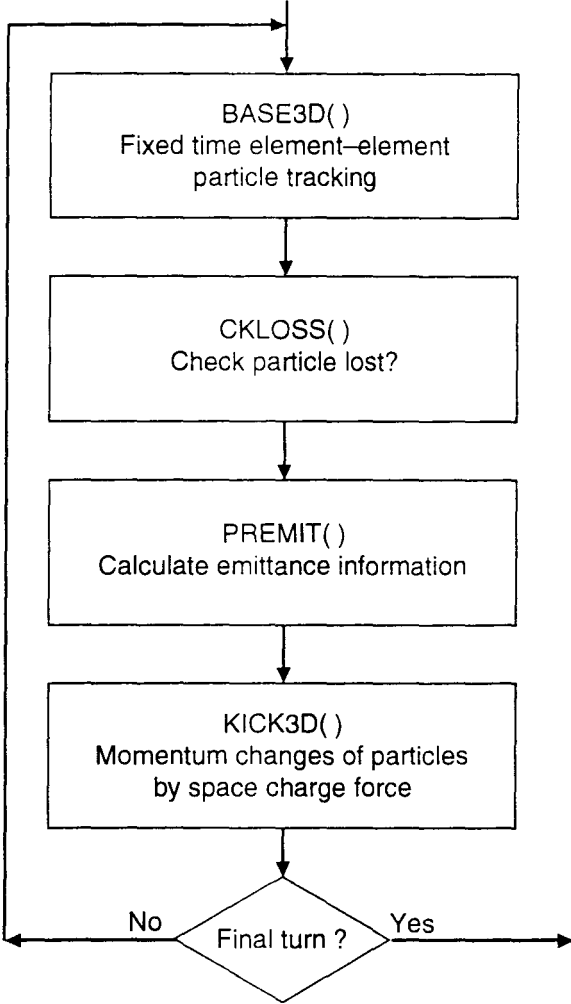 BASE3D( )
Fixed time element–element
particle tracking
CKLOSS( )
Check particle lost?
PREMIT( )
Calculate emittance information
KICK3D( )
Momentum changes of particles
by space charge force
No
Final turn ?
Yes